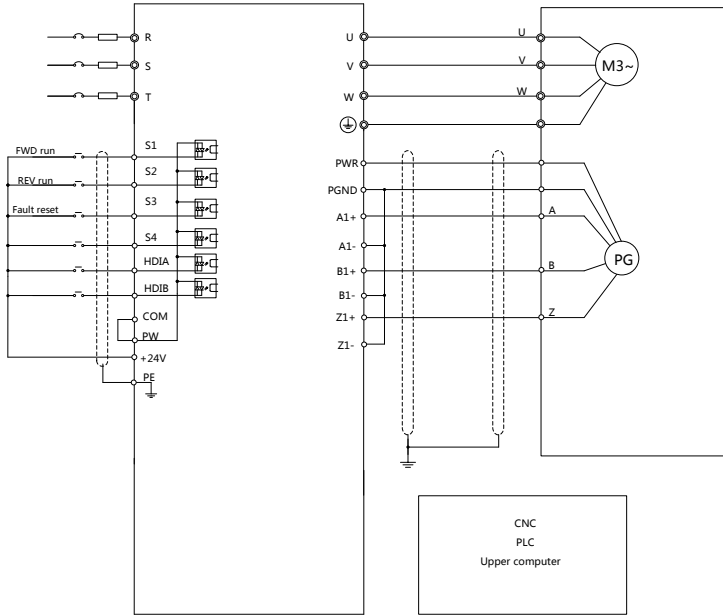 R
S
T
FWD run
REV run
Fault reset
S1
S2
S3
S4
HDIA
HDIB
COM
PW
+24V
PE
U
V
W
PWR
PGND
A1+
A1-
B1+
B1-
Z1+
Z1-
U
V
W
M3~
A
B
Z
PG
CNC
PLC
Upper computer